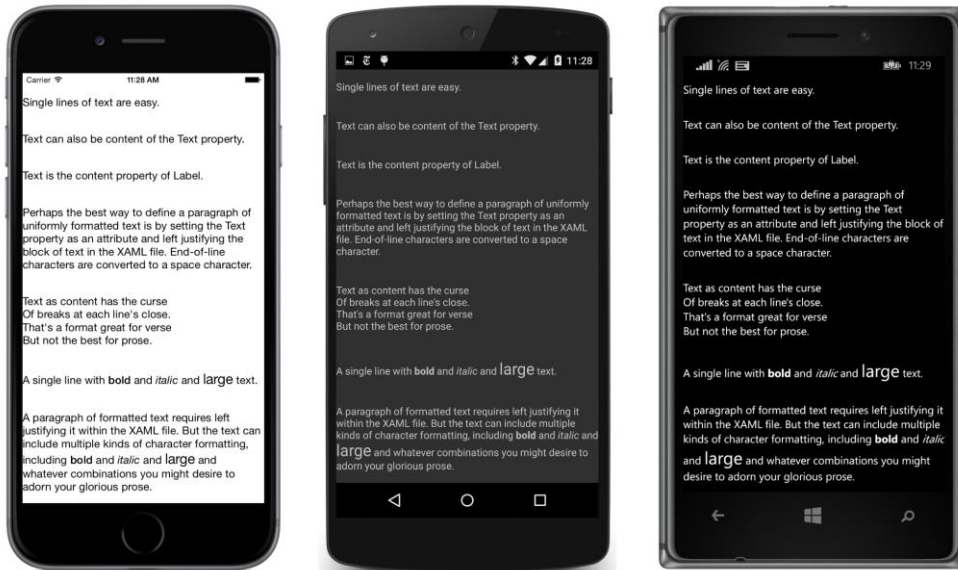 Carrier
11:28 AM
Single lines of text are easy.
Text can also be content of the Text property.
Text is the content property of Label.
Perhaps the best way to define a paragraph of
uniformly formatted text is by setting the Text
property as an attribute and left justifying the
block of text in the XAML file. End-of-line
characters are converted to a space character.
Text as content has the curse
Of breaks at each line's close.
That's a format great for verse
But not the best for prose.
A single line with bold and italic and large text.
A paragraph of formatted text requires left
justifying it within the XAML file. But the text can
include multiple kinds of character formatting,
including bold and italic and large and
whatever combinations you might desire to
adorn your glorious prose.
11:28
Single lines of text are easy.
Text can also be content of the Text property.
Text is the content property of Label.
Perhaps the best way to define a paragraph of uniformly
formatted text is by setting the Text property as an
attribute and left justifying the block of text in the XAML
file. End-of-line characters are converted to a space
character.
Text as content has the curse
Of breaks at each line's close.
That's a format great for verse
But not the best for prose.
A single line with bold and italic and large text.
A paragraph of formatted text requires left justifying it
within the XAML file. But the text can include multiple
kinds of character formatting, including bold and italic and
large and whatever combinations you might desire to
adorn your glorious prose.
11:29
Single lines of text are easy.
Text can also be content of the Text property.
Text is the content property of Label.
Perhaps the best way to define a paragraph of
uniformly formatted text is by setting the Text
property as an attribute and left justifying the block of
text in the XAML file. End-of-line characters are
converted to a space character.
Text as content has the curse
Of breaks at each line's close.
That's a format great for verse
But not the best for prose.
A single line with bold and italic and large text.
A paragraph of formatted text requires left justifying it
within the XAML file. But the text can include multiple
kinds of character formatting, including bold and italic
and large and whatever combinations you might
desire to adorn your glorious prose.